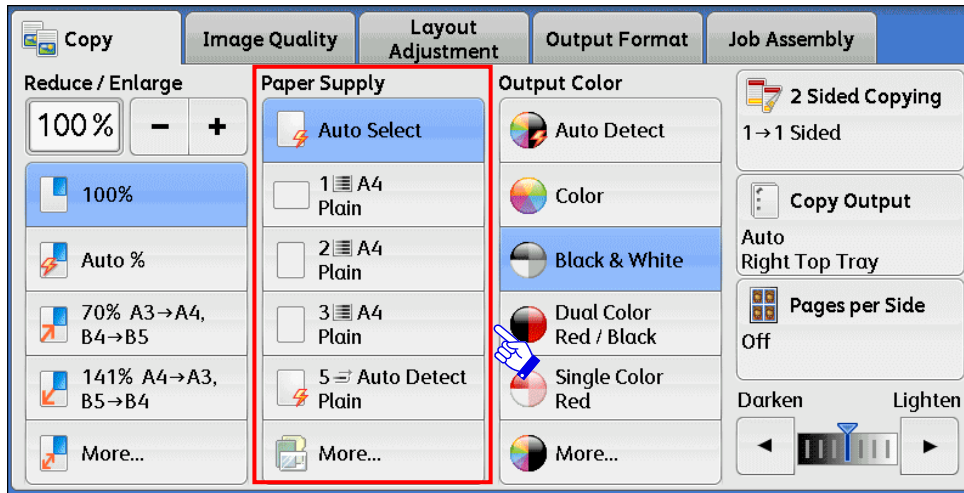 Copy
Image Quality
Layout
Adjustment
Output Format
Job Assembly
Reduce / Enlarge
100%
−
+
100%
Auto %
70% A3→A4,
B4→B5
141% A4→A3,
B5→B4
More...
Paper Supply
Auto Select
1 A4
Plain
2 A4
Plain
3 A4
Plain
5 Auto Detect
Plain
More...
Output Color
Auto Detect
Color
Black & White
Dual Color
Red / Black
Single Color
Red
More...
2 Sided Copying
1→1 Sided
Copy Output
Auto
Right Top Tray
Pages per Side
Off
Darken Lighten